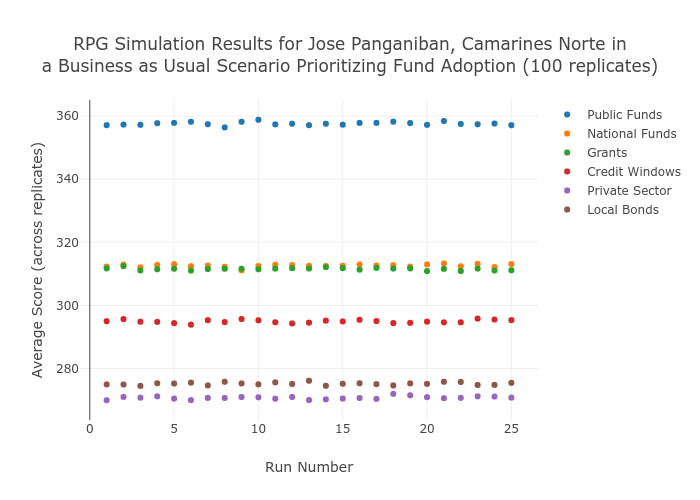 RPG Simulation Results for Jose Panganiban, Camarines Norte in
a Business as Usual Scenario Prioritizing Fund Adoption (100 replicates)
Average Score (across replicates)
360
340
320
300
280
0
5
10
15
20
25
Run Number
Public Funds
National Funds
Grants
Credit Windows
Private Sector
Local Bonds